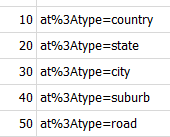 10 at%3Atype=country
20 at%3Atype=state
30 at%3Atype=city
40 at%3Atype=suburb
50 at%3Atype=road